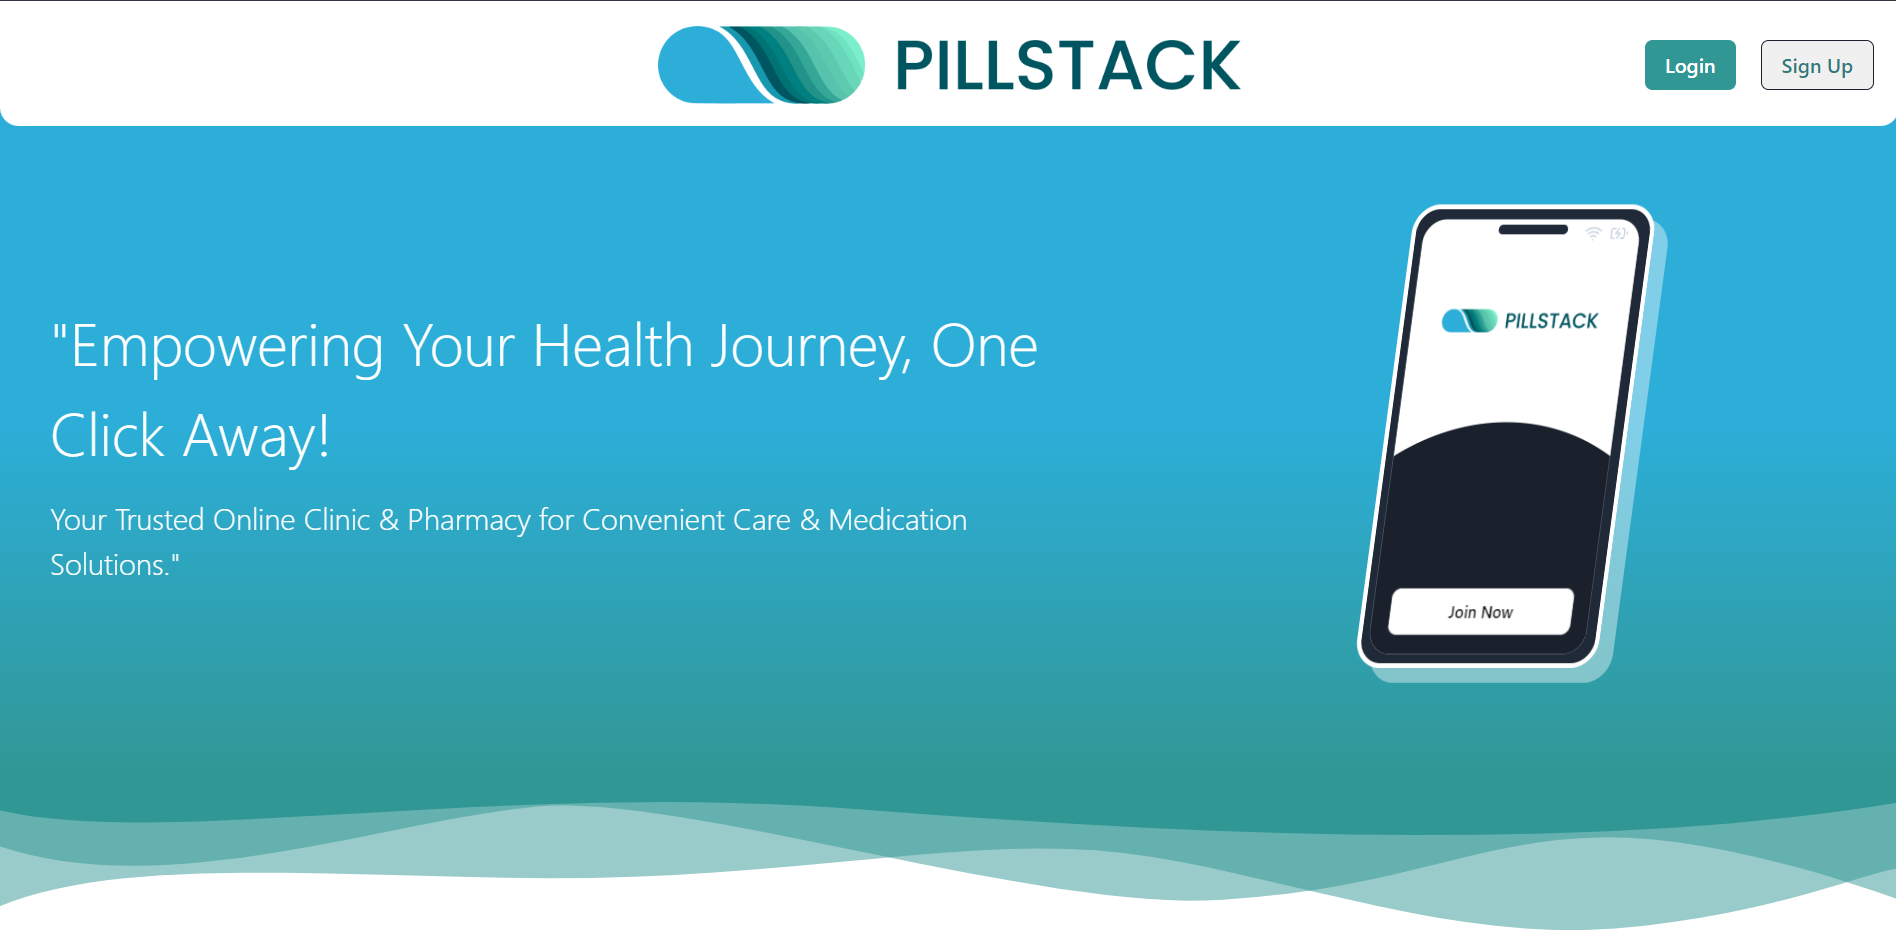 PILLSTACK
Login
Sign Up
"Empowering Your Health Journey, One
Click Away!
Your Trusted Online Clinic & Pharmacy for Convenient Care & Medication
Solutions."
PILLSTACK
Join Now